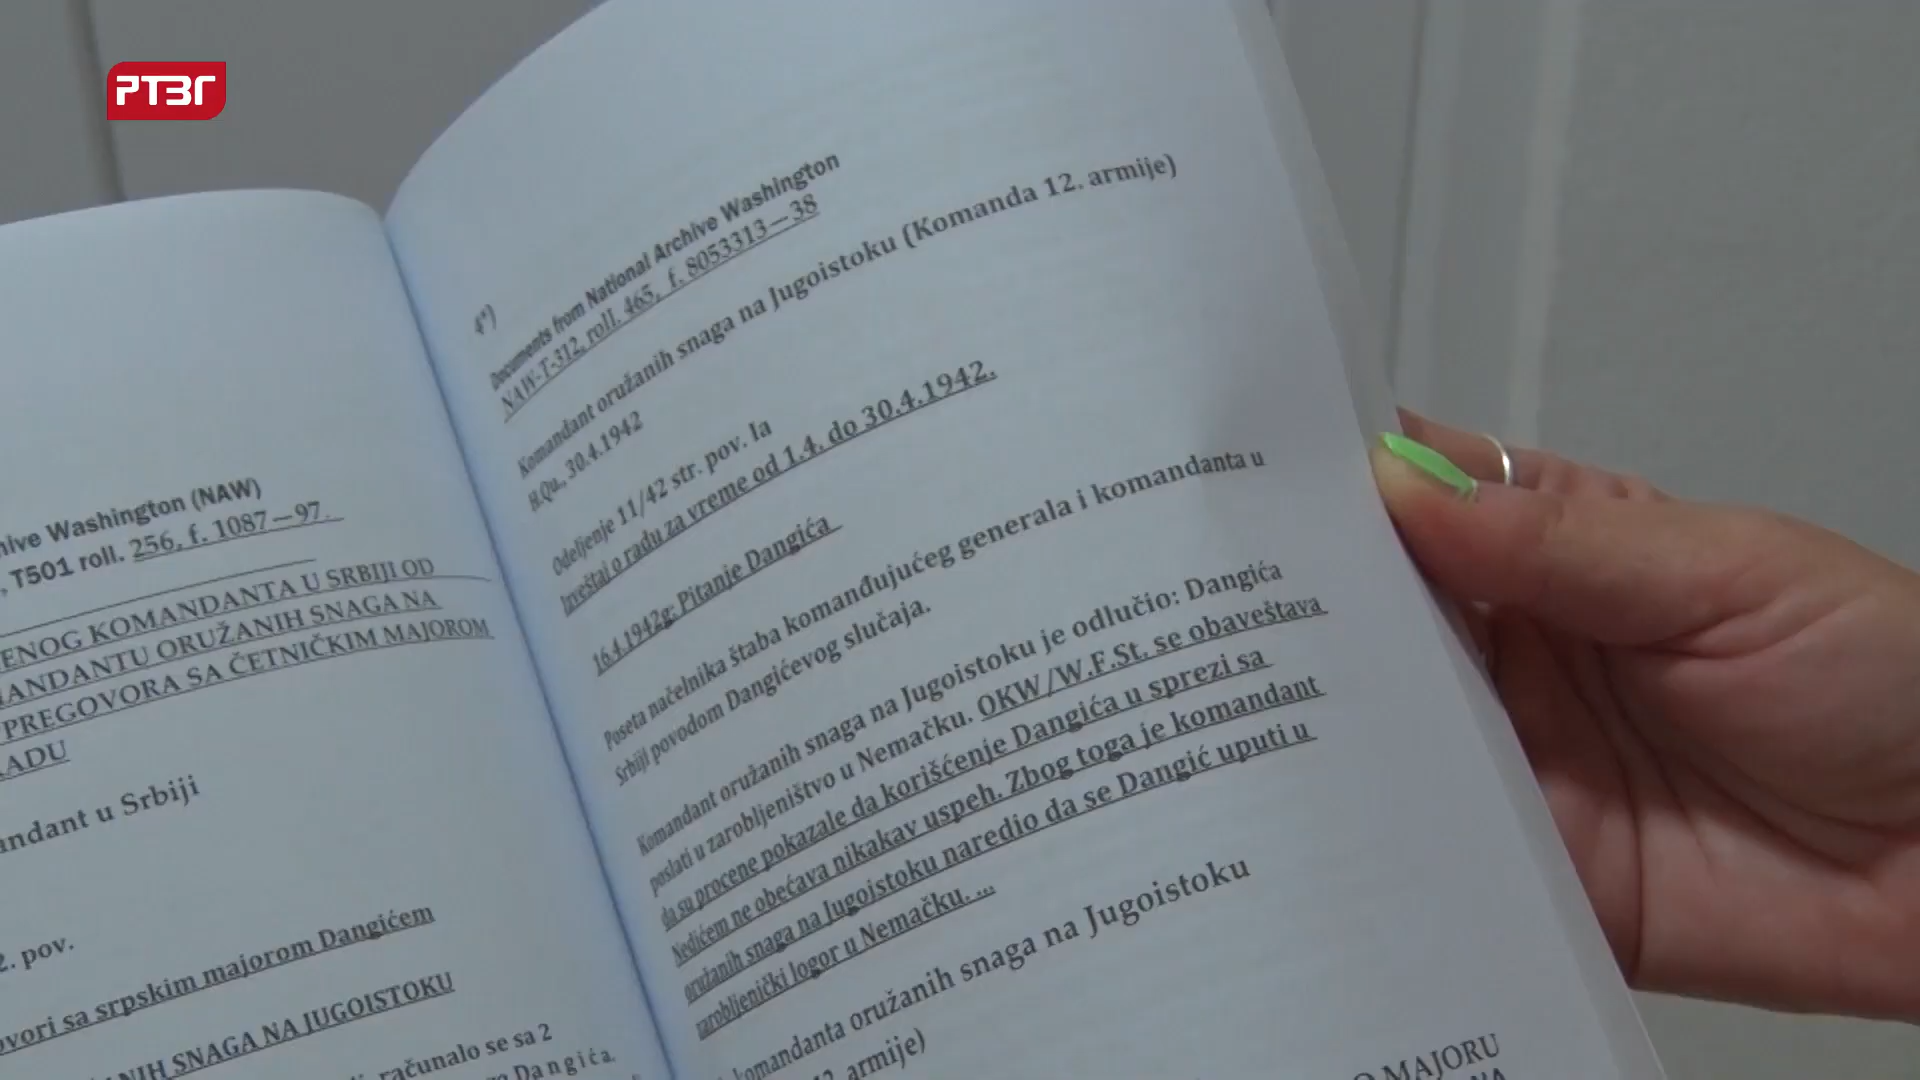 РТВГ
hive Washington (NAW)
, T501 roll. 256, f. 1087—97.
ENOG KOMANDANTA U SRBIJI OD
MANDANTU ORUŽANIH SNAGA NA
PREGOVORA SA ČETNIČKIM MAJOROM
ADU
andant u Srbiji
2. pov.
ovori sa srpskim majorom Dangićem
NIH SNAGA NA JUGOISTOKU
računalo se sa 2
Dangića,
4*)
Documents from National Archive Washington
NAW-T-312, roll. 465, f. 8053313—38
Komandant oružanih snaga na Jugoistoku (Komanda 12. armije)
H.Qu., 30.4.1942
Odeljenje 11/42 str. pov. Ia
Izveštaj o radu za vreme od 1.4. do 30.4.1942.
16.4.1942g: Pitanje Dangića
Poseta načelnika štaba komandujućeg generala i komandanta u
Srbiji povodom Dangićevog slučaja.
Komandant oružanih snaga na Jugoistoku je odlučio: Dangića
poslati u zarobljeništvo u Nemačku. OKW/W.F.St. se obaveštava
da su procene pokazale da korišćenje Dangića u sprezi sa
Nedićem ne obećava nikakav uspeh. Zbog toga je komandant
oružanih snaga na Jugoistoku naredio da se Dangić uputi u
zarobljenički logor u Nemačku. ...
komandanta oružanih snaga na Jugoistoku
12. armije)
O MAJORU